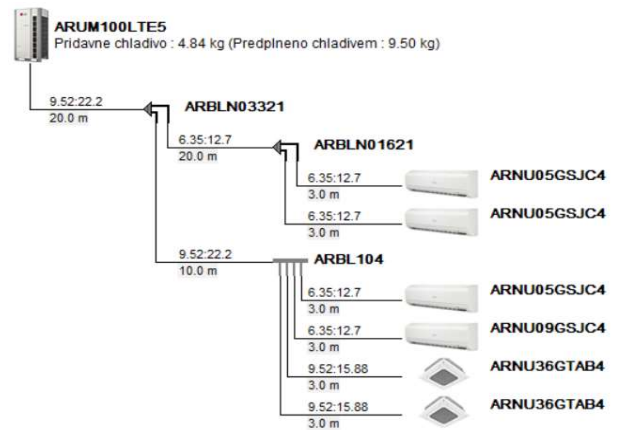 ARUM100LTE5
Pridavne chladivo : 4.84 kg (Predplneno chladivem : 9.50 kg)
9.52:22.2
20.0 m
ARBLN03321
6.35:12.7
20.0 m
ARBLN01621
6.35:12.7
3.0 m
ARNU05GSJC4
6.35:12.7
3.0 m
ARNU05GSJC4
9.52:22.2
10.0 m
ARBL104
6.35:12.7
3.0 m
ARNU05GSJC4
6.35:12.7
3.0 m
ARNU09GSJC4
9.52:15.88
3.0 m
ARNU36GTAB4
9.52:15.88
3.0 m
ARNU36GTAB4